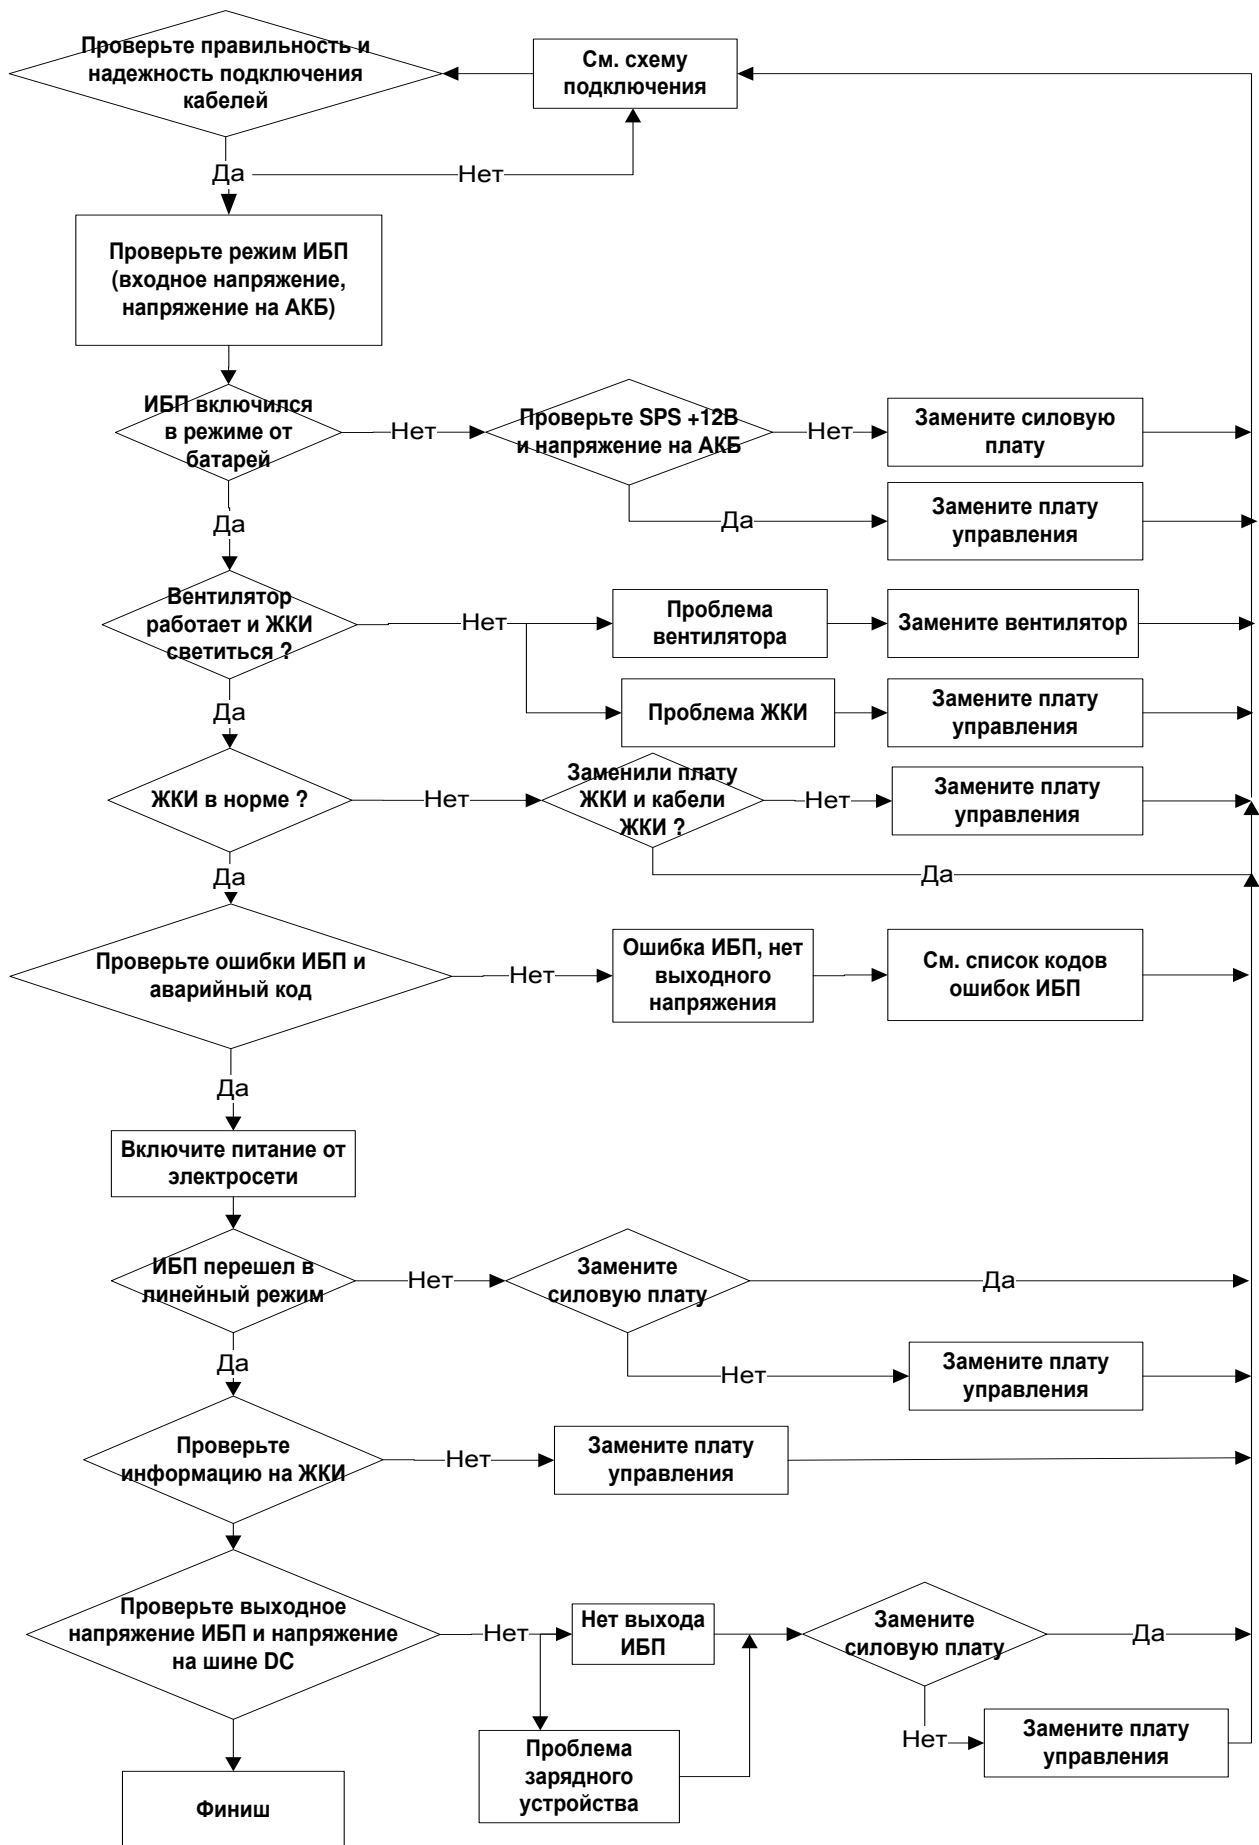 Проверьте правильность и
надежность подключения
кабелей
См. схему
подключения
Да
Нет
Проверьте режим ИБП
(входное напряжение,
напряжение на АКБ)
ИБП включился
в режиме от
батарей
Нет
Проверьте SPS +12В
и напряжение на АКБ
Нет
Замените силовую
плату
Да
Да
Замените плату
управления
Вентилятор
работает и ЖКИ
светиться ?
Нет
Проблема
вентилятора
Замените вентилятор
Да
Проблема ЖКИ
Замените плату
управления
ЖКИ в норме ?
Нет
Заменили плату
ЖКИ и кабели
ЖКИ ?
Нет
Замените плату
управления
Да
Да
Проверьте ошибки ИБП и
аварийный код
Нет
Ошибка ИБП, нет
выходного
напряжения
См. список кодов
ошибок ИБП
Да
Включите питание от
электросети
ИБП перешел в
линейный режим
Нет
Замените
силовую плату
Да
Да
Нет
Замените плату
управления
Проверьте
информацию на ЖКИ
Нет
Замените плату
управления
Проверьте выходное
напряжение ИБП и напряжение
на шине DC
Нет
Нет выхода
ИБП
Замените
силовую плату
Да
Проблема
зарядного
устройства
Нет
Замените плату
управления
Финиш